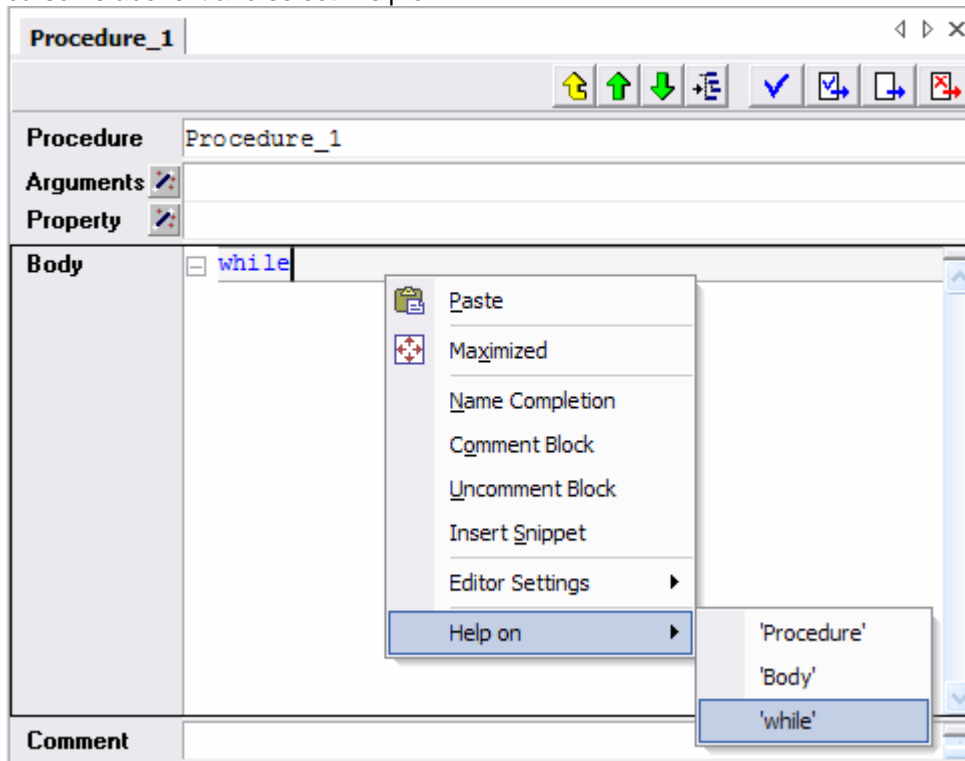 Procedure_1
Procedure Procedure_1
Arguments
Property
Body while
Paste
Maximized
Name Completion
Comment Block
Uncomment Block
Insert Snippet
Editor Settings
Help on 'Procedure'
'Body'
'while'
Comment